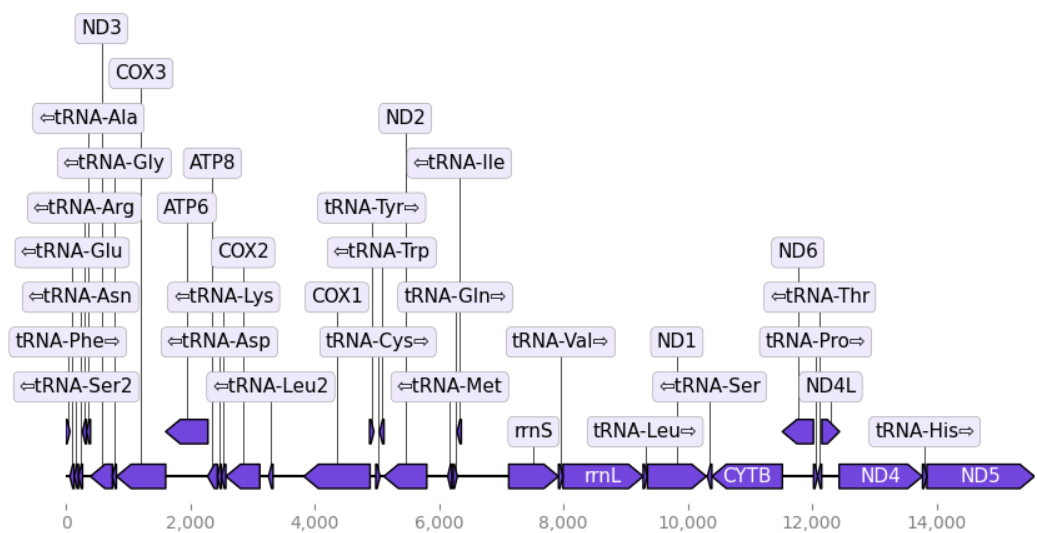 ND3
COX3
⇦tRNA-Ala
⇦tRNA-Gly ATP8
⇦tRNA-Arg ATP6
⇦tRNA-Glu COX2
⇦tRNA-Asn ⇦tRNA-Lys COX1
tRNA-Phe⇨ ⇦tRNA-Asp
⇦tRNA-Ser2 ⇦tRNA-Leu2
ND2
⇦tRNA-Ile
tRNA-Tyr⇨
⇦tRNA-Trp
tRNA-Gln⇨
tRNA-Cys⇨ tRNA-Val⇨ ND1
⇦tRNA-Met ⇦tRNA-Ser
rrnS tRNA-Leu⇨
ND6
⇦tRNA-Thr
tRNA-Pro⇨
ND4L
tRNA-His⇨
rrnL CYTB ND4 ND5
0 2,000 4,000 6,000 8,000 10,000 12,000 14,000